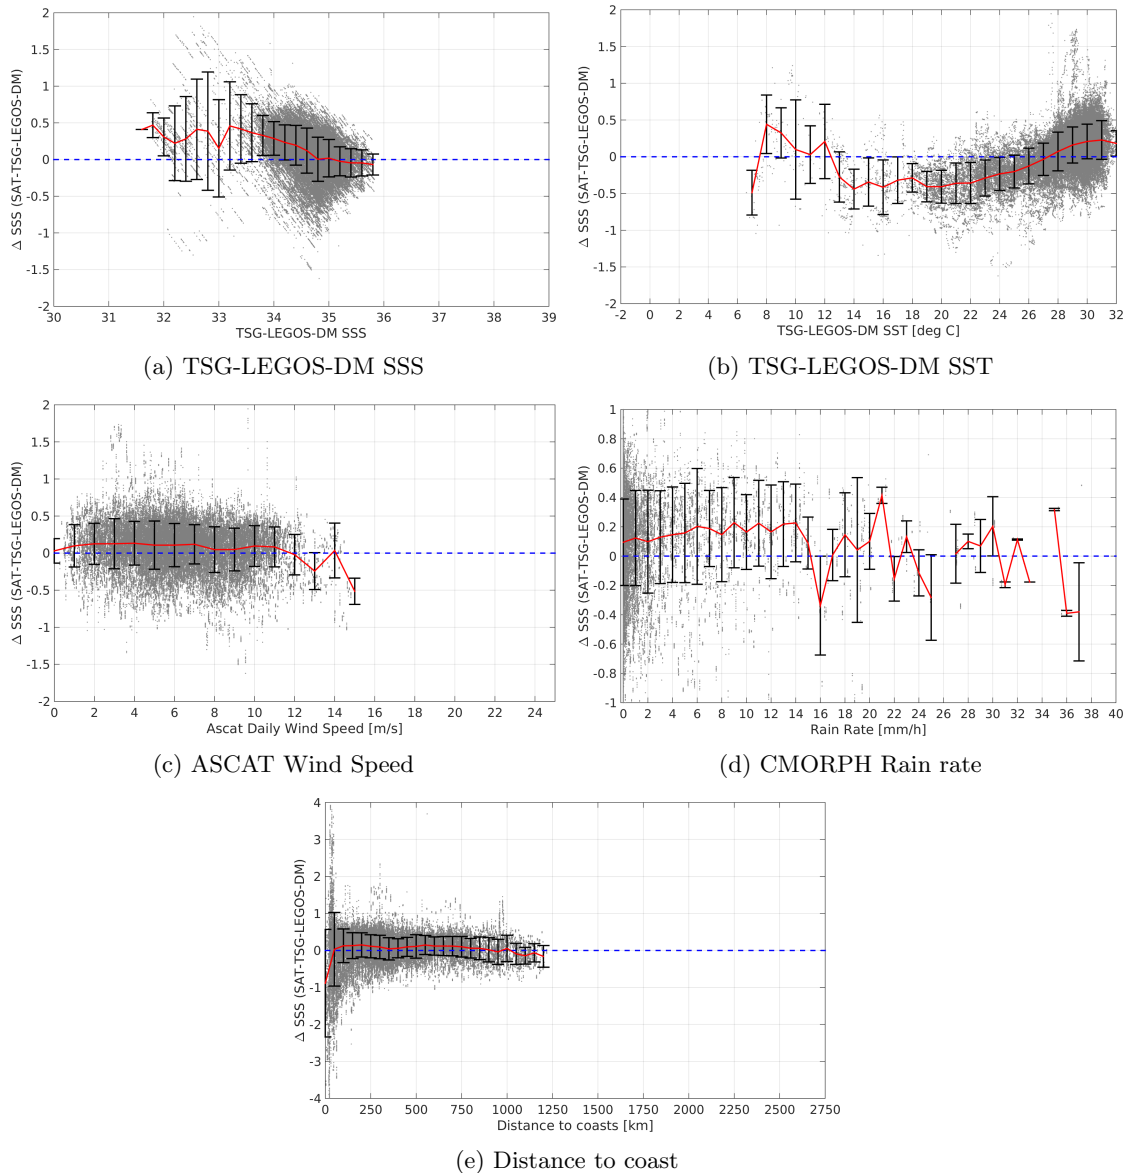 2
1.5
1
0.5
0
-0.5
-1
-1.5
-2
Δ SSS (SAT-TSG-LEGOS-DM)
30 31 32 33 34 35 36 37 38 39
TSG-LEGOS-DM SSS
(a) TSG-LEGOS-DM SSS
2
1.5
1
0.5
0
-0.5
-1
-1.5
-2
Δ SSS (SAT-TSG-LEGOS-DM)
-2 0 2 4 6 8 10 12 14 16 18 20 22 24 26 28 30 32
TSG-LEGOS-DM SST [deg C]
(b) TSG-LEGOS-DM SST
2
1.5
1
0.5
0
-0.5
-1
-1.5
-2
Δ SSS (SAT-TSG-LEGOS-DM)
0 2 4 6 8 10 12 14 16 18 20 22 24
Ascat Daily Wind Speed [m/s]
(c) ASCAT Wind Speed
1
0.8
0.6
0.4
0.2
0
-0.2
-0.4
-0.6
-0.8
-1
Δ SSS (SAT-TSG-LEGOS-DM)
0 2 4 6 8 10 12 14 16 18 20 22 24 26 28 30 32 34 36 38 40
Rain Rate [mm/h]
(d) CMORPH Rain rate
4
3
2
1
0
-1
-2
-3
-4
Δ SSS (SAT-TSG-LEGOS-DM)
0 250 500 750 1000 1250 1500 1750 2000 2250 2500 2750
Distance to coasts [km]
(e) Distance to coast